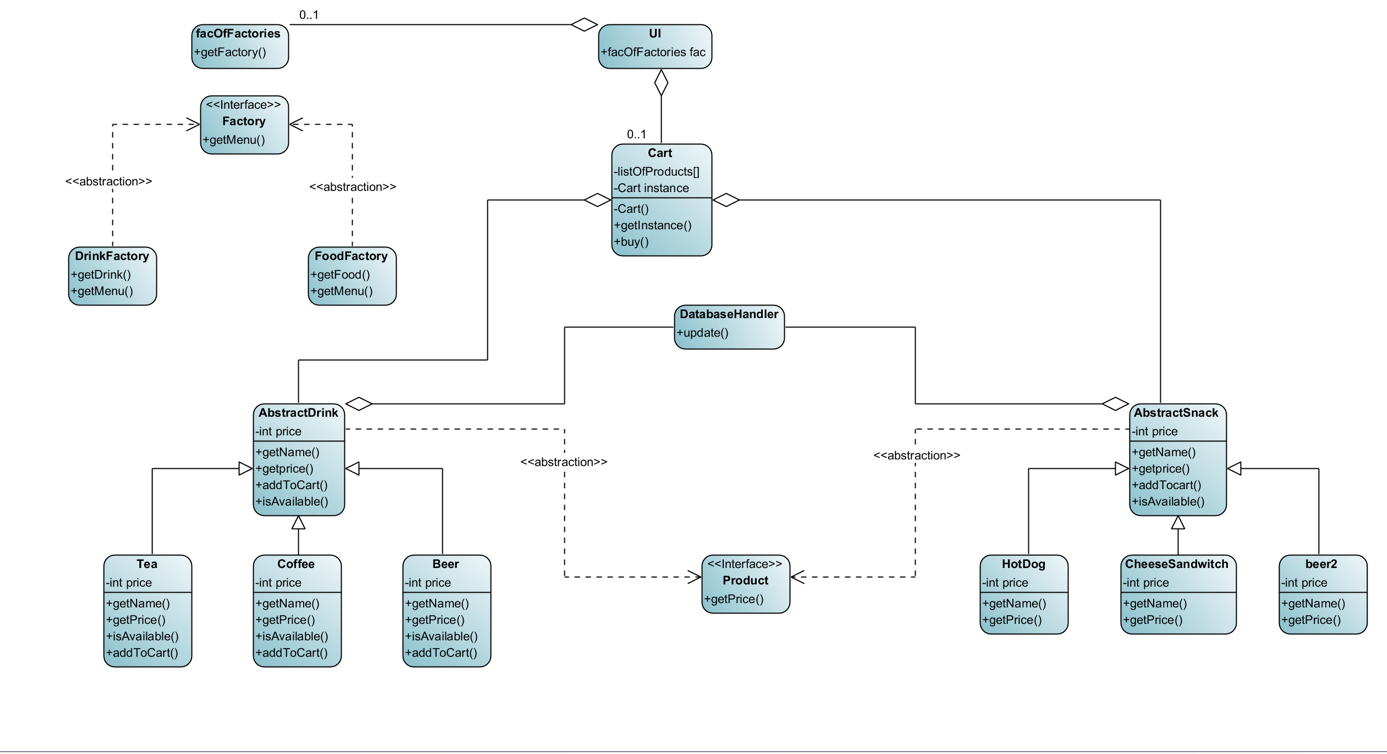 0..1
facOfFactories
+getFactory()
UI
+facOfFactories fac
<<Interface>>
Factory
+getMenu()
<<abstraction>>
<<abstraction>>
DrinkFactory
+getDrink()
+getMenu()
FoodFactory
+getFood()
+getMenu()
0..1
Cart
-listOfProducts[]
-Cart instance
-Cart()
+getInstance()
+buy()
DatabaseHandler
+update()
AbstractDrink
-int price
+getName()
+getprice()
+addToCart()
+isAvailable()
AbstractSnack
-int price
+getName()
+getprice()
+addTocart()
+isAvailable()
<<abstraction>>
<<abstraction>>
Tea
-int price
+getName()
+getPrice()
+isAvailable()
+addToCart()
Coffee
-int price
+getName()
+getPrice()
+isAvailable()
+addToCart()
Beer
-int price
+getName()
+getPrice()
+isAvailable()
+addToCart()
<<Interface>>
Product
+getPrice()
HotDog
-int price
+getName()
+getPrice()
CheeseSandwitch
-int price
+getName()
+getPrice()
beer2
-int price
+getName()
+getPrice()